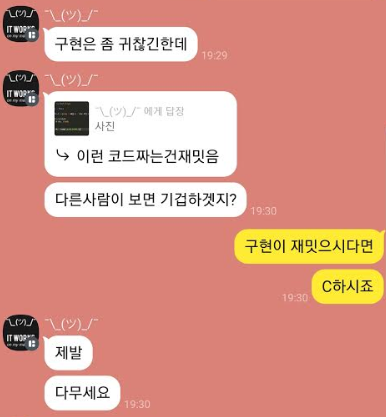 ¯\_(ツ)_/¯
구현은 좀 귀찮긴한데
19:29
¯\_(ツ)_/¯
¯\_(ツ)_/¯ 에게 답장
사진
이런 코드짜는건재밋음
다른사람이 보면 기겁하겟지?
19:30
구현이 재밋으시다면
C하시죠
19:30
¯\_(ツ)_/¯
제발
다무세요
19:30